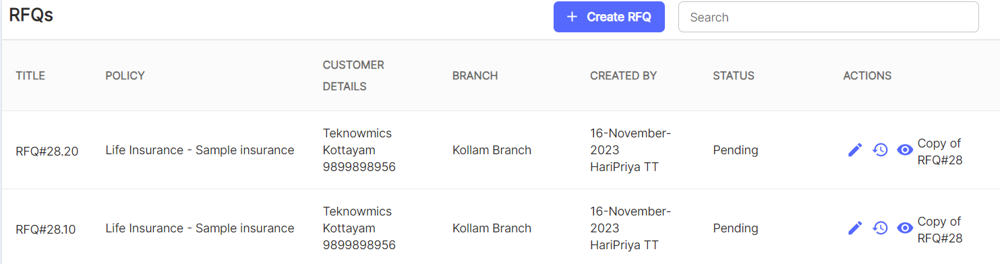 RFQs
+ Create RFQ
Search
TITLE
POLICY
CUSTOMER
DETAILS
BRANCH
CREATED BY
STATUS
ACTIONS
RFQ#28.20
Life Insurance - Sample insurance
Teknowmics
Kottayam
9899898956
Kollam Branch
16-November-
2023
HariPriya TT
Pending
Copy of
RFQ#28
RFQ#28.10
Life Insurance - Sample insurance
Teknowmics
Kottayam
9899898956
Kollam Branch
16-November-
2023
HariPriya TT
Pending
Copy of
RFQ#28